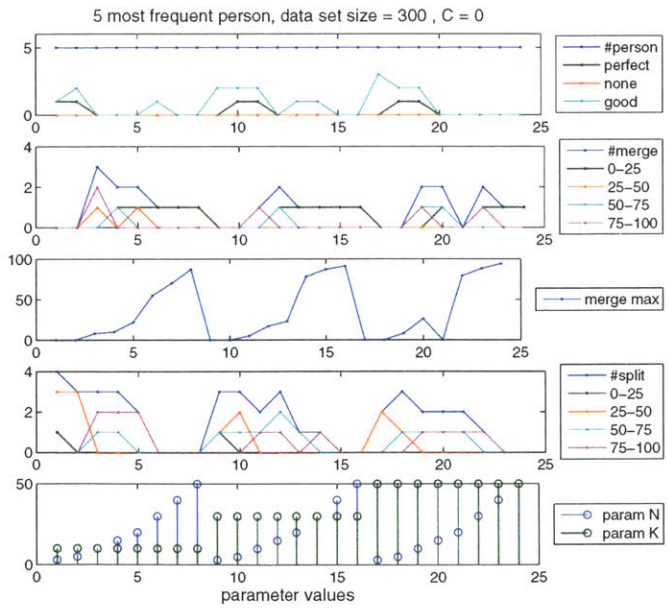 5 most frequent person, data set size = 300 , C = 0
5
0
0 5 10 15 20 25
#person
perfect
none
good
4
2
0
0 5 10 15 20 25
#merge
0-25
25-50
50-75
75-100
100
50
0
0 5 10 15 20 25
merge max
4
2
0
0 5 10 15 20 25
#split
0-25
25-50
50-75
75-100
50
0
0 5 10 15 20 25
param N
param K
parameter values